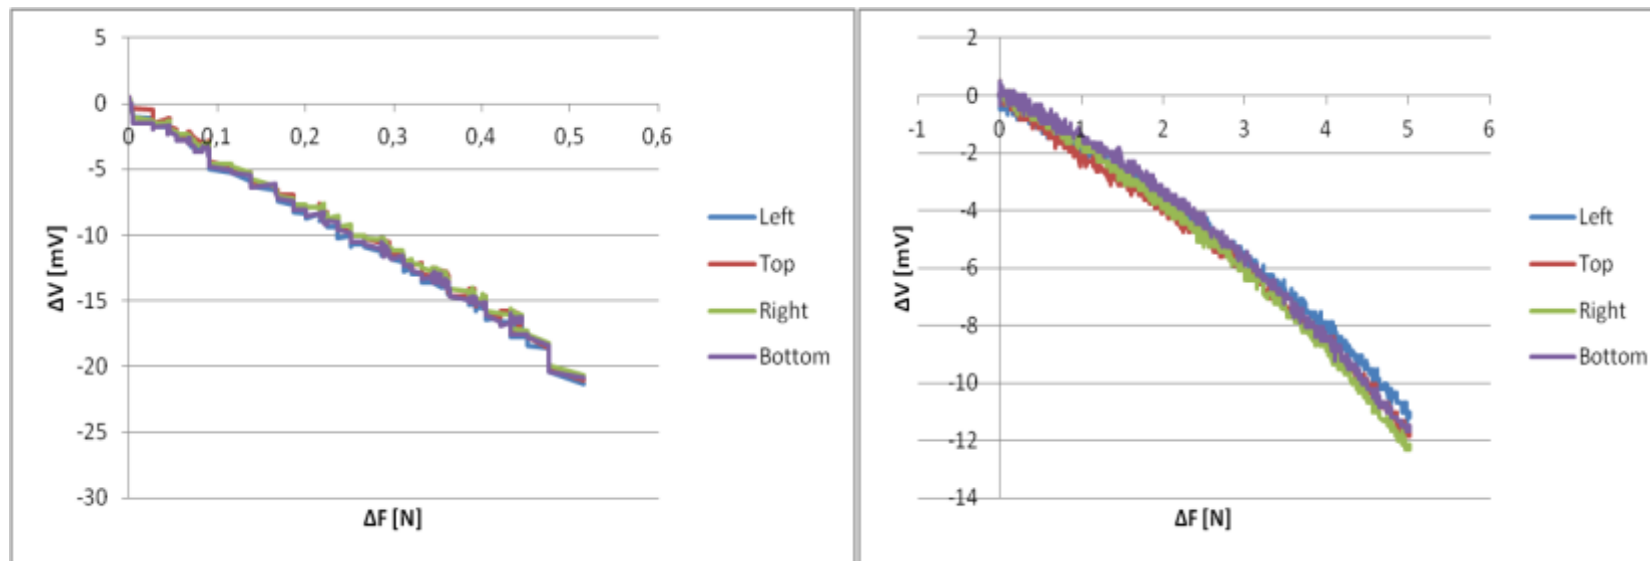 5
0
0
0,1
0,2
0,3
0,4
0,5
0,6
-5
-10
-15
-20
-25
-30
ΔV [mV]
ΔF [N]
Left
Top
Right
Bottom
2
0
-1
0
1
2
3
4
5
6
-2
-4
-6
-8
-10
-12
-14
ΔV [mV]
ΔF [N]
Left
Top
Right
Bottom